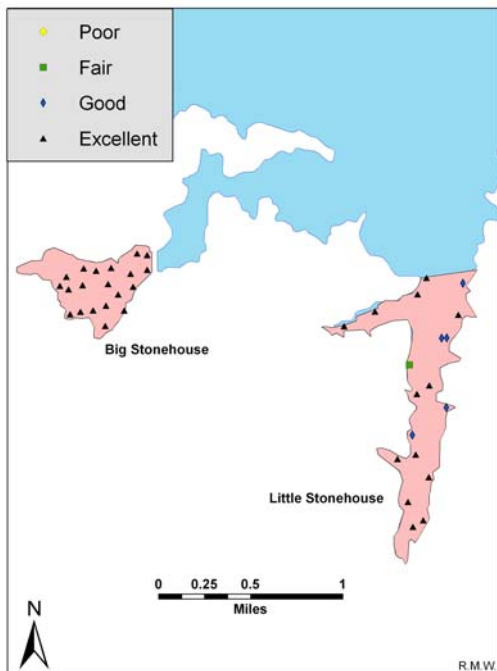 Poor
Fair
Good
Excellent
Big Stonehouse
Little Stonehouse
0 0.25 0.5 1
Miles
N
R.M.W.